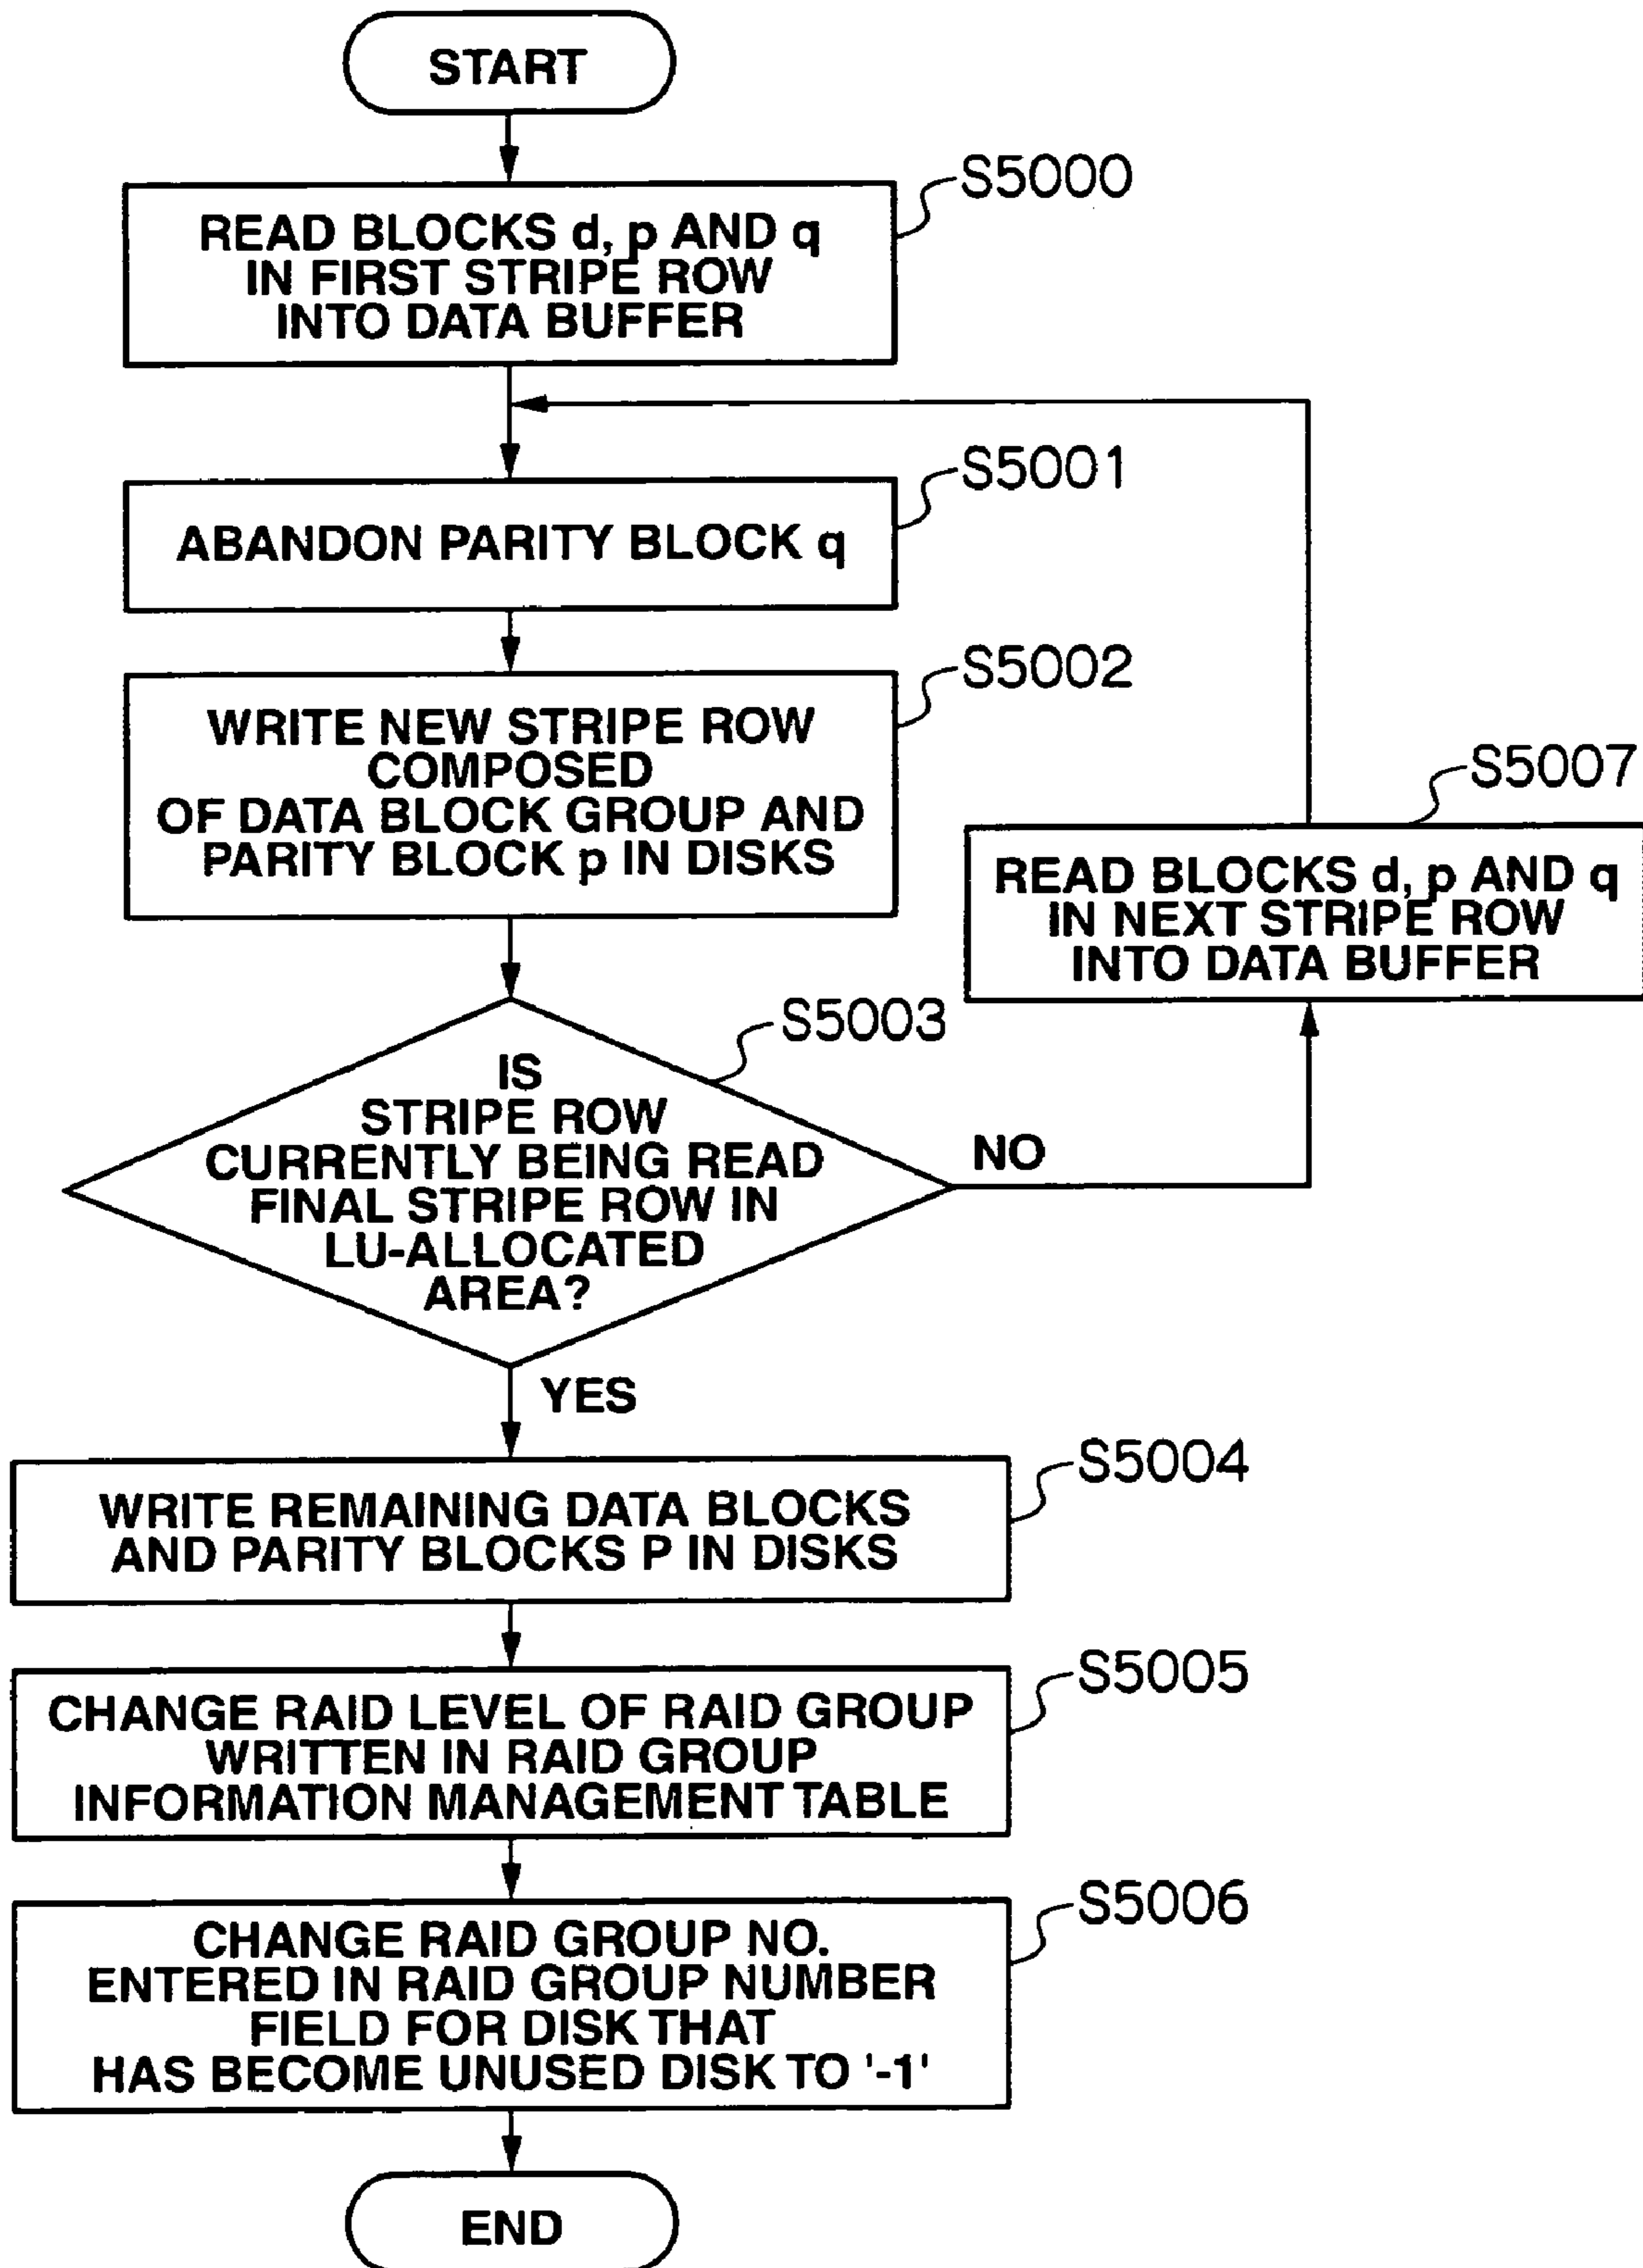 START
S5000
READ BLOCKS d, p AND q
IN FIRST STRIPE ROW
INTO DATA BUFFER
S5001
ABANDON PARITY BLOCK q
S5002
WRITE NEW STRIPE ROW
COMPOSED
OF DATA BLOCK GROUP AND
PARITY BLOCK p IN DISKS
S5007
READ BLOCKS d, p AND q
IN NEXT STRIPE ROW
INTO DATA BUFFER
S5003
IS
STRIPE ROW
CURRENTLY BEING READ
FINAL STRIPE ROW IN
LU-ALLOCATED
AREA?
NO
YES
S5004
WRITE REMAINING DATA BLOCKS
AND PARITY BLOCKS P IN DISKS
S5005
CHANGE RAID LEVEL OF RAID GROUP
WRITTEN IN RAID GROUP
INFORMATION MANAGEMENT TABLE
S5006
CHANGE RAID GROUP NO.
ENTERED IN RAID GROUP NUMBER
FIELD FOR DISK THAT
HAS BECOME UNUSED DISK TO '-1'
END